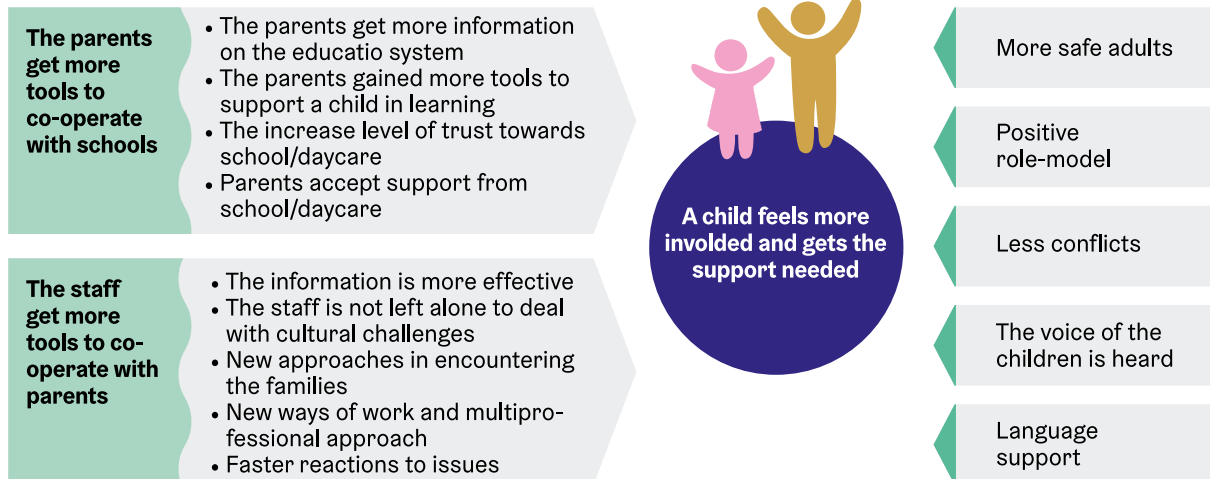 The parents
get more
tools to
co-operate
with schools
• The parents get more information
on the educatio system
• The parents gained more tools to
support a child in learning
• The increase level of trust towards
school/daycare
• Parents accept support from
school/daycare
The staff
get more
tools to co-
operate with
parents
• The information is more effective
• The staff is not left alone to deal
with cultural challenges
• New approaches in encountering
the families
• New ways of work and multipro-
fessional approach
• Faster reactions to issues
A child feels more
involded and gets the
support needed
More safe adults
Positive
role-model
Less conflicts
The voice of the
children is heard
Language
support